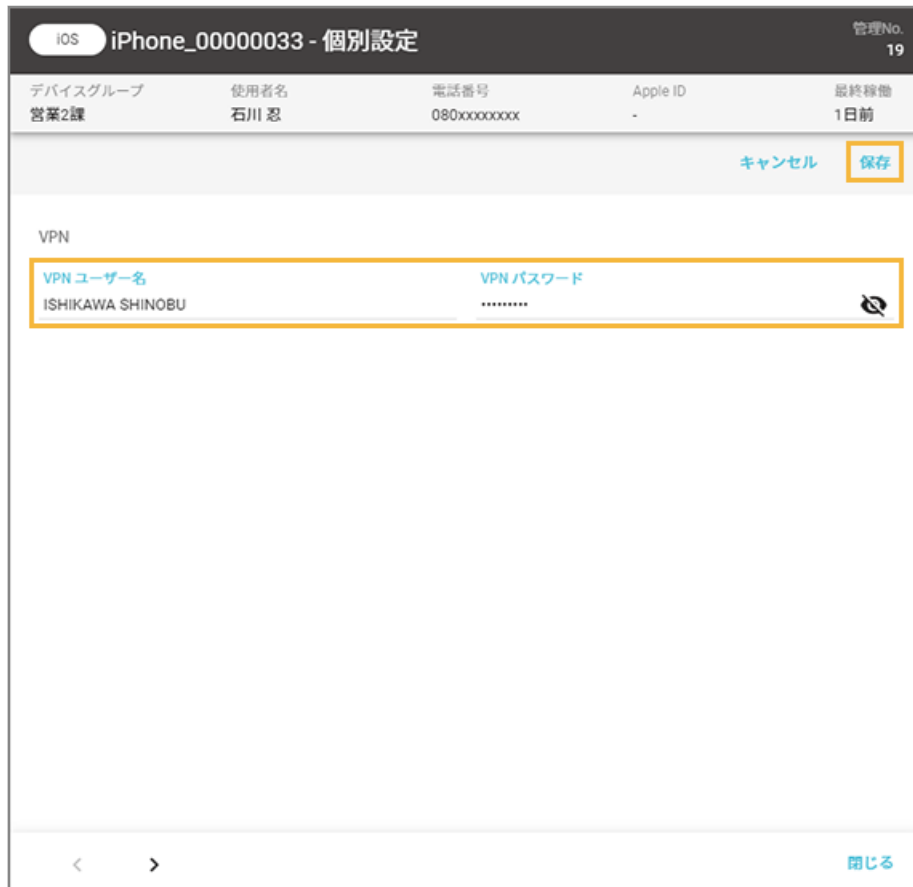 iOS iPhone_00000033 - 個別設定 管理No.
19
デバイスグループ 使用者名 電話番号 Apple ID 最終稼働
営業2課 石川 忍 080xxxxxxxx - 1日前
キャンセル 保存
VPN
VPN ユーザー名 VPN パスワード
ISHIKAWA SHINOBU •••••••••
閉じる